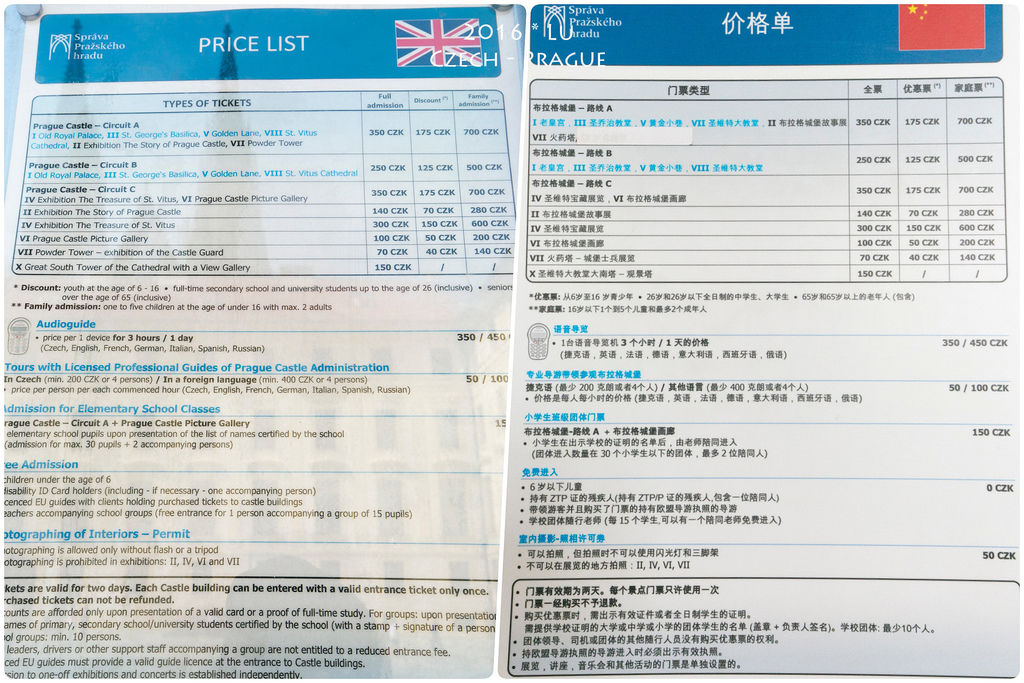 2016 * LU
CZECH - PRAGUE
Správa
Pražského
hradu
PRICE LIST
TYPES OF TICKETS
Full admission
Discount (*)
Family admission (**)
Prague Castle – Circuit A
I Old Royal Palace, III St. George's Basilica, V Golden Lane, VIII St. Vitus
Cathedral, II Exhibition The Story of Prague Castle, VII Powder Tower
350 CZK 175 CZK 700 CZK
Prague Castle – Circuit B
I Old Royal Palace, III St. George's Basilica, V Golden Lane, VIII St. Vitus Cathedral
250 CZK 125 CZK 500 CZK
Prague Castle – Circuit C
IV Exhibition The Treasure of St. Vitus, VI Prague Castle Picture Gallery
350 CZK 175 CZK 700 CZK
II Exhibition The Story of Prague Castle 140 CZK 70 CZK 280 CZK
IV Exhibition The Treasure of St. Vitus 300 CZK 150 CZK 600 CZK
VI Prague Castle Picture Gallery 100 CZK 50 CZK 200 CZK
VII Powder Tower – exhibition of the Castle Guard 70 CZK 40 CZK 140 CZK
X Great South Tower of the Cathedral with a View Gallery 150 CZK / /
* Discount: youth at the age of 6 - 16 • full-time secondary school and university students up to the age of 26 (inclusive) • seniors
over the age of 65 (inclusive)
** Family admission: one to five children at the age of under 16 with max. 2 adults
Audioguide
• price per 1 device for 3 hours / 1 day 350 / 450
(Czech, English, French, German, Italian, Spanish, Russian)
Tours with Licensed Professional Guides of Prague Castle Administration
In Czech (min. 200 CZK or 4 persons) / In a foreign language (min. 400 CZK or 4 persons) 50 / 100
• price per person per each commenced hour (Czech, English, French, German, Italian, Spanish, Russian)
Admission for Elementary School Classes
rague Castle – Circuit A + Prague Castle Picture Gallery 15
elementary school pupils upon presentation of the list of names certified by the school
(admission for max. 30 pupils + 2 accompanying persons)
ee Admission
children under the age of 6
isability ID Card holders (including - if necessary - one accompanying person)
cenced EU guides with clients holding purchased tickets to castle buildings
eachers accompanying school groups (free entrance for 1 person accompanying a group of 15 pupils)
otographing of Interiors – Permit
otographing is allowed only without flash or a tripod
otographing is prohibited in exhibitions: II, IV, VI and VII
kets are valid for two days. Each Castle building can be entered with a valid entrance ticket only once.
rchased tickets can not be refunded.
ounts are afforded only upon presentation of a valid card or a proof of full-time study. For groups: upon presentation
ames of primary, secondary school/university students certified by the school (with a stamp + signature of a person
ol groups: min. 10 persons.
leaders, drivers or other support staff accompanying a group are not entitled to a reduced entrance fee.
ced EU guides must provide a valid guide licence at the entrance to Castle buildings.
sion to one-off exhibitions and concerts is established independently.
Správa
Pražského
hradu
价格单
门票类型 全票 优惠票 (*) 家庭票 (**)
布拉格城堡 – 路线 A
I 老皇宫，III 圣乔治教堂，V 黄金小巷，VII 圣维特大教堂，II 布拉格城堡故事展
VII 火药塔,
350 CZK 175 CZK 700 CZK
布拉格城堡 – 路线 B
I 老皇宫，III 圣乔治教堂，V 黄金小巷，VIII 圣维特大教堂
250 CZK 125 CZK 500 CZK
布拉格城堡 – 路线 C
IV 圣维特宝藏展览，VI 布拉格城堡画廊
350 CZK 175 CZK 700 CZK
II 布拉格城堡故事展 140 CZK 70 CZK 280 CZK
IV 圣维特宝藏展览 300 CZK 150 CZK 600 CZK
VI 布拉格城堡画廊 100 CZK 50 CZK 200 CZK
VII 火药塔 – 城堡士兵展览 70 CZK 40 CZK 140 CZK
X 圣维特大教堂大南塔 – 观景塔 150 CZK / /
*优惠票: 从6岁至16 岁青少年 • 26岁和26岁以下全日制的中学生、大学生 • 65岁和65岁以上的老年人 (包含)
**家庭票: 16岁以下1个到5个儿童和最多2个成年人
语音导览
• 1台语音导览机 3 个小时 / 1 天的价格 350 / 450 CZK
(捷克语，英语，法语，德语，意大利语，西班牙语，俄语)
专业导游带领参观布拉格城堡
捷克语 (最少 200 克朗或者4个人) / 其他语言 (最少 400 克朗或者4个人) 50 / 100 CZK
• 价格是每人每小时的价格 (捷克语，英语，法语，德语，意大利语，西班牙语，俄语)
小学生班级团体门票
布拉格城堡-路线 A + 布拉格城堡画廊 150 CZK
• 小学生在出示学校的证明的名单后，由老师陪同进入
(团体进入数量在 30 个小学生以下的团体，最多 2 位陪同人)
免费进入
• 6 岁以下儿童 0 CZK
• 持有 ZTP 证的残疾人(持有 ZTP/P 证的残疾人,包含一位陪同人)
• 带领游客并且购买了门票的持有欧盟导游执照的导游
• 学校团体随行老师 (每 15 个学生,可以有一个陪同老师免费进入)
室内摄影-照相许可劵
• 可以拍照，但拍照时不可以使用闪光灯和三脚架 50 CZK
• 不可以在展览的地方拍照：II, IV, VI, VII
• 门票有效期为两天。每个景点门票只许使用一次
• 门票一经购买不予退款。
• 购买优惠票时，需出示有效证件或者全日制学生的证明。
需提供学校证明的大学或中学或小学的团体学生的名单 (盖章 + 负责人签名)。学校团体: 最少10个人。
• 团体领导、司机或团体的其他随行人员没有购买优惠票的权利。
• 持欧盟导游执照的导游进入时必须出示有效执照。
• 展览，讲座，音乐会和其他活动的门票是单独设置的。